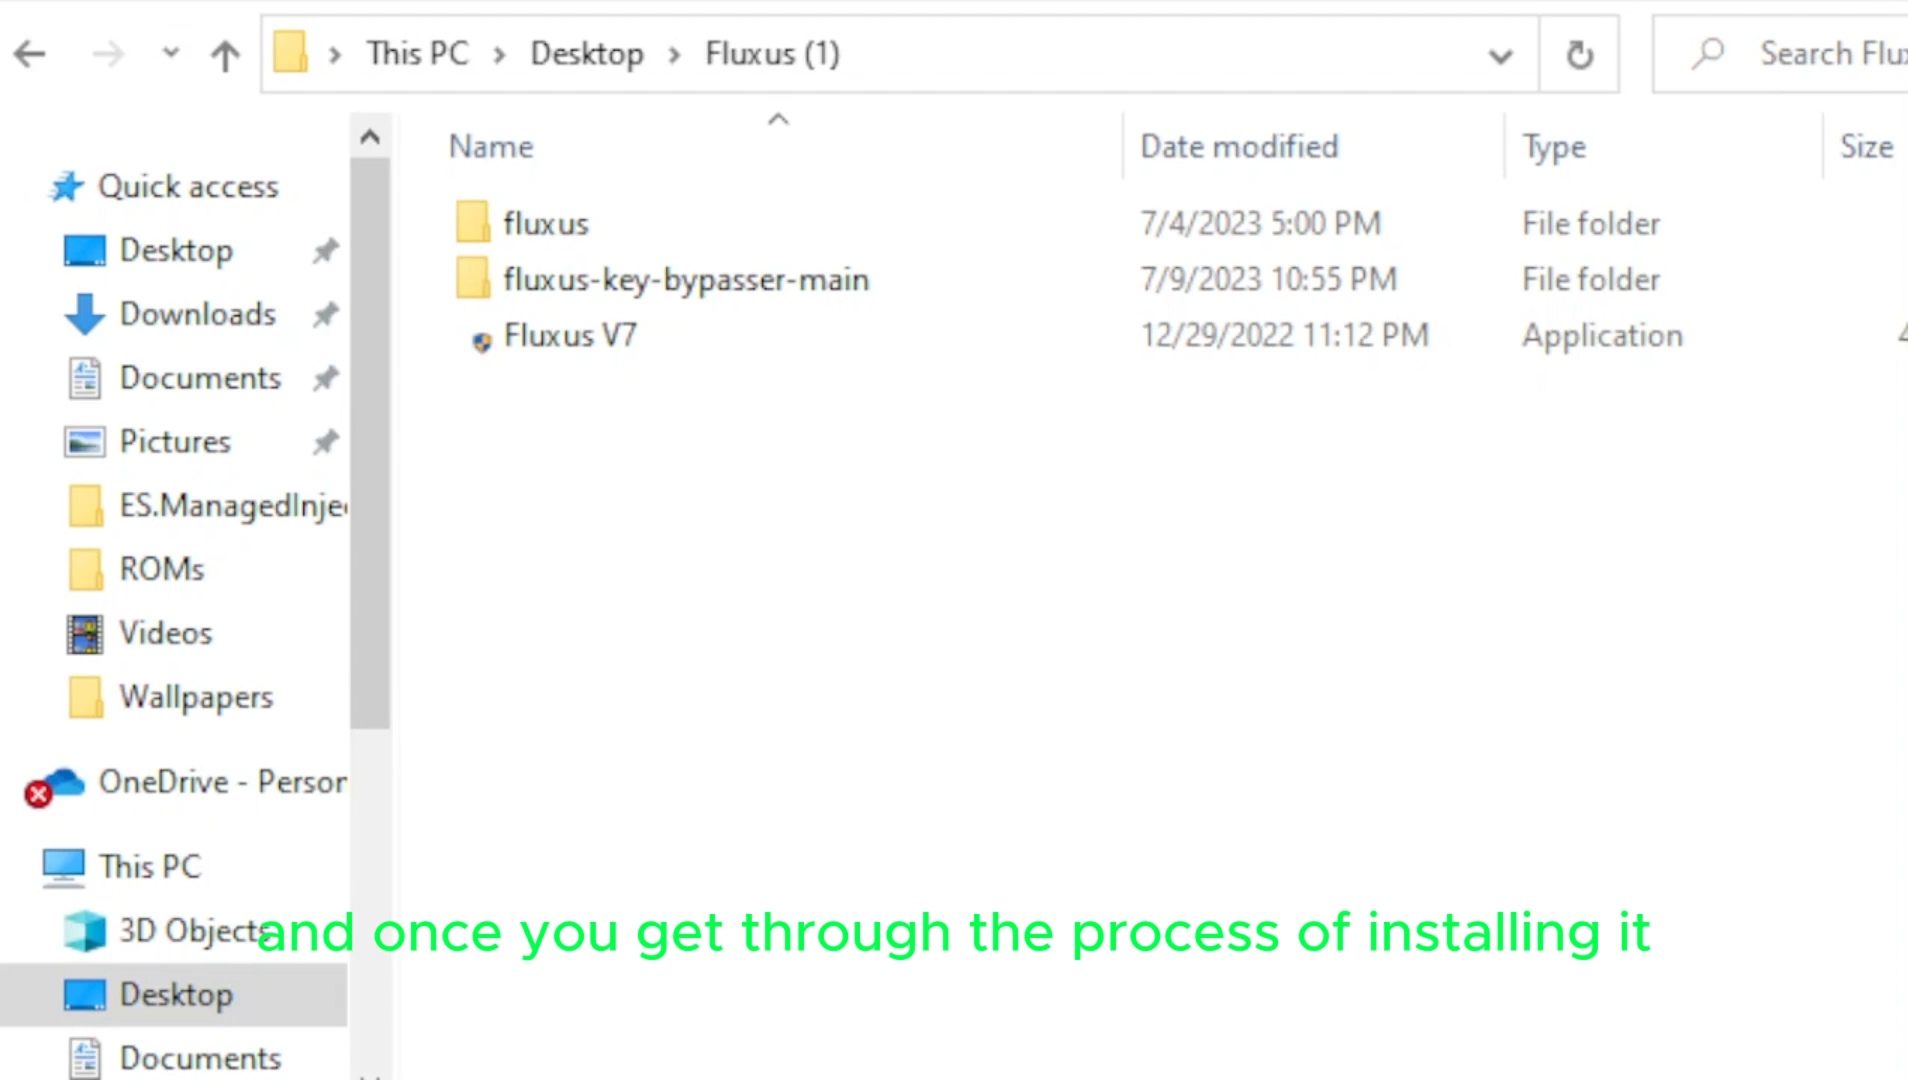 This PC > Desktop > Fluxus (1)
Search Flu
Name
Date modified
Type
Size
Quick access
Desktop
Downloads
Documents
Pictures
ES.ManagedInje
ROMs
Videos
Wallpapers
OneDrive - Person
This PC
3D Objects
Desktop
Documents
fluxus 7/4/2023 5:00 PM File folder
fluxus-key-bypasser-main 7/9/2023 10:55 PM File folder
Fluxus V7 12/29/2022 11:12 PM Application 4
and once you get through the process of installing it